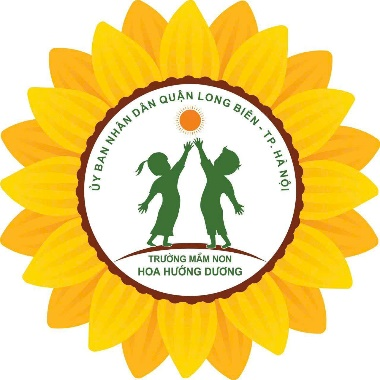 ỦY BAN NHÂN DÂN QUẬN LONG BIÊN - TP. HÀ NỘI
TRƯỜNG MẦM NON
HOA HƯỚNG DƯƠNG